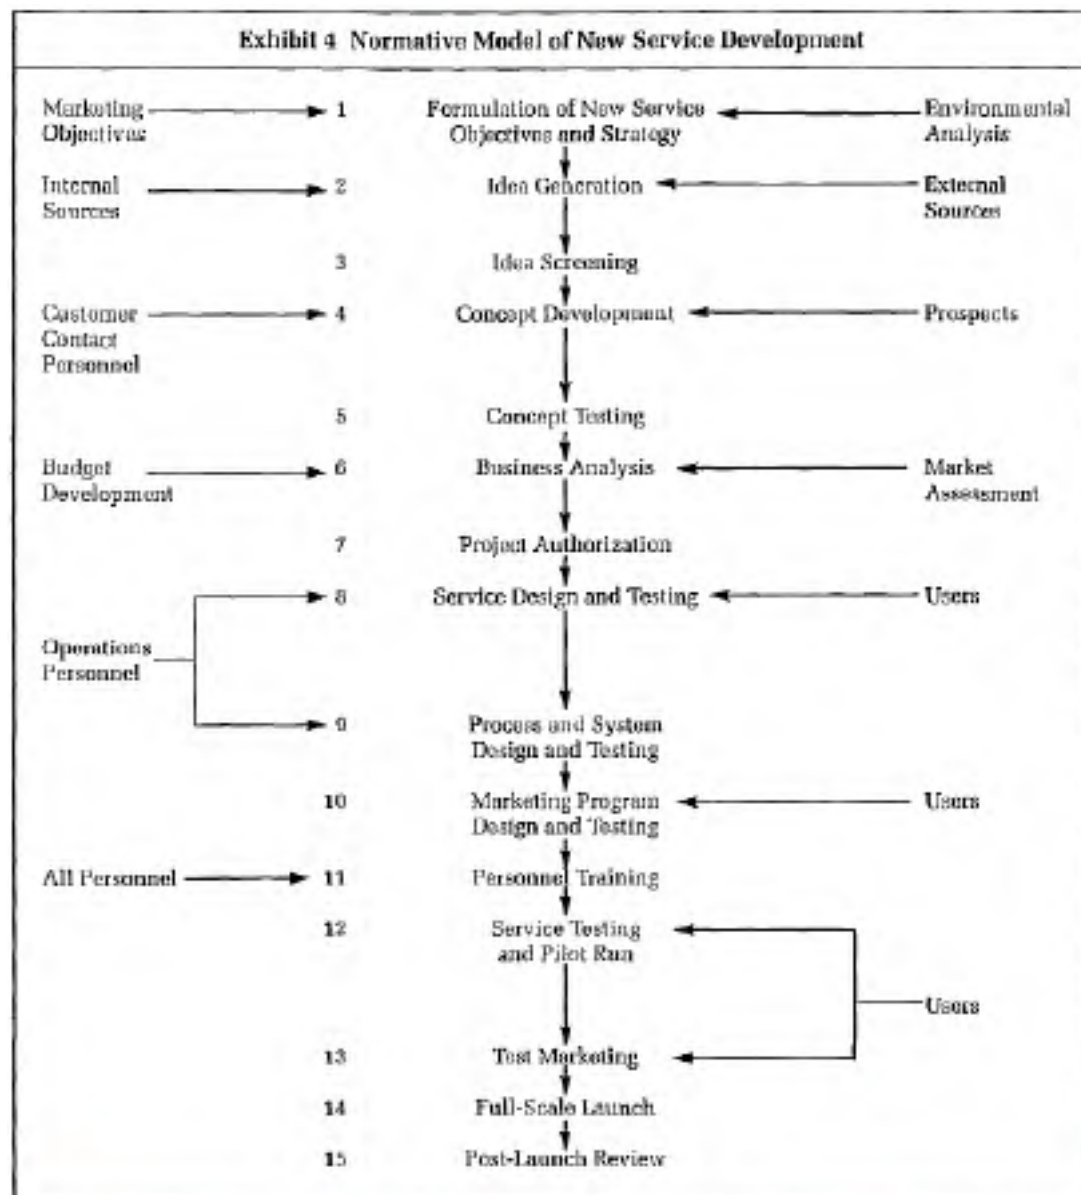 Exhibit 4 Normative Model of New Service Development
Marketing 1 Formulation of New Service Environmental
Objectives Objectives and Strategy Analysis
Internal 2 Idea Generation External
Sources Sources
3 Idea Screening
Customer 4 Concept Development Prospects
Contact
Personnel
5 Concept Testing
Budget 6 Business Analysis Market
Development Assessment
7 Project Authorization
8 Service Design and Testing Users
Operations
Personnel
9 Process and System
Design and Testing
10 Marketing Program Users
Design and Testing
All Personnel 11 Personnel Training
12 Service Testing
and Pilot Run
Users
13 Test Marketing
14 Full-Scale Launch
15 Post-Launch Review